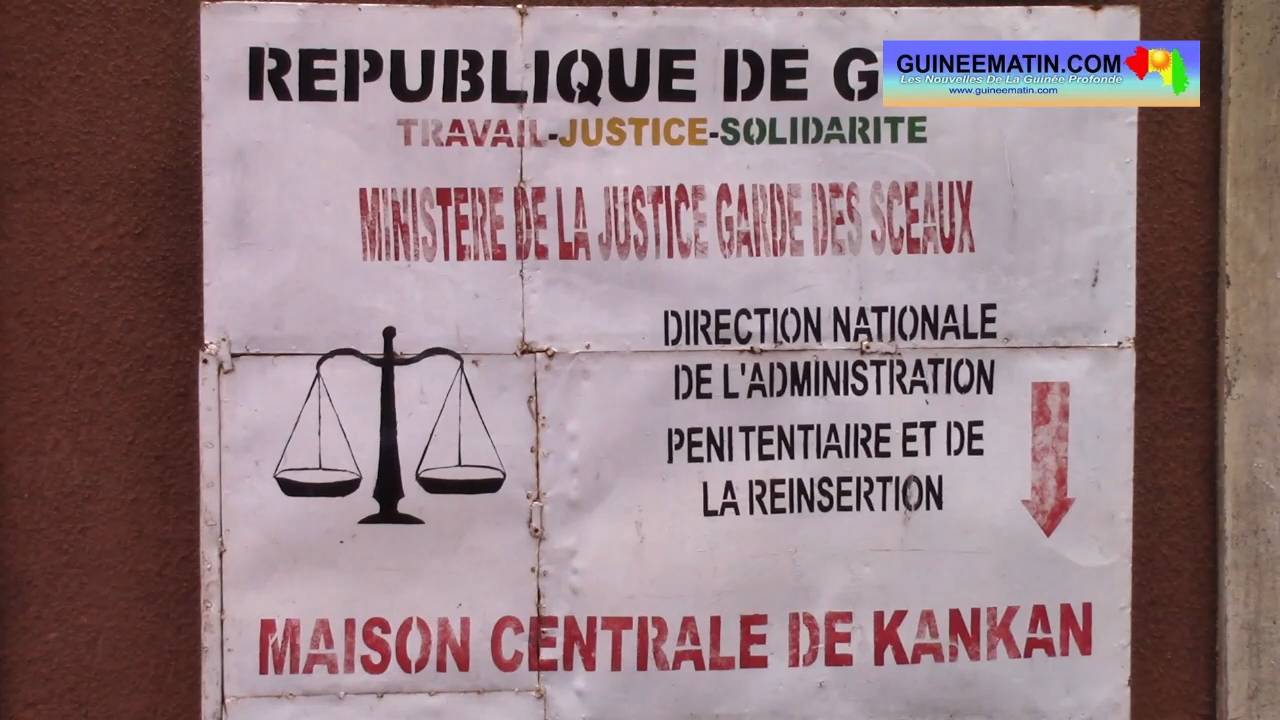 REPUBLIQUE DE G
GUINEEMATIN.COM
Les Nouvelles De La Guinée Profonde
www.guineematin.com
TRAVAIL-JUSTICE-SOLIDARITE
MINISTERE DE LA JUSTICE GARDE DES SCEAUX
DIRECTION NATIONALE
DE L'ADMINISTRATION
PENITENTIAIRE ET DE
LA REINSERTION
MAISON CENTRALE DE KANKAN